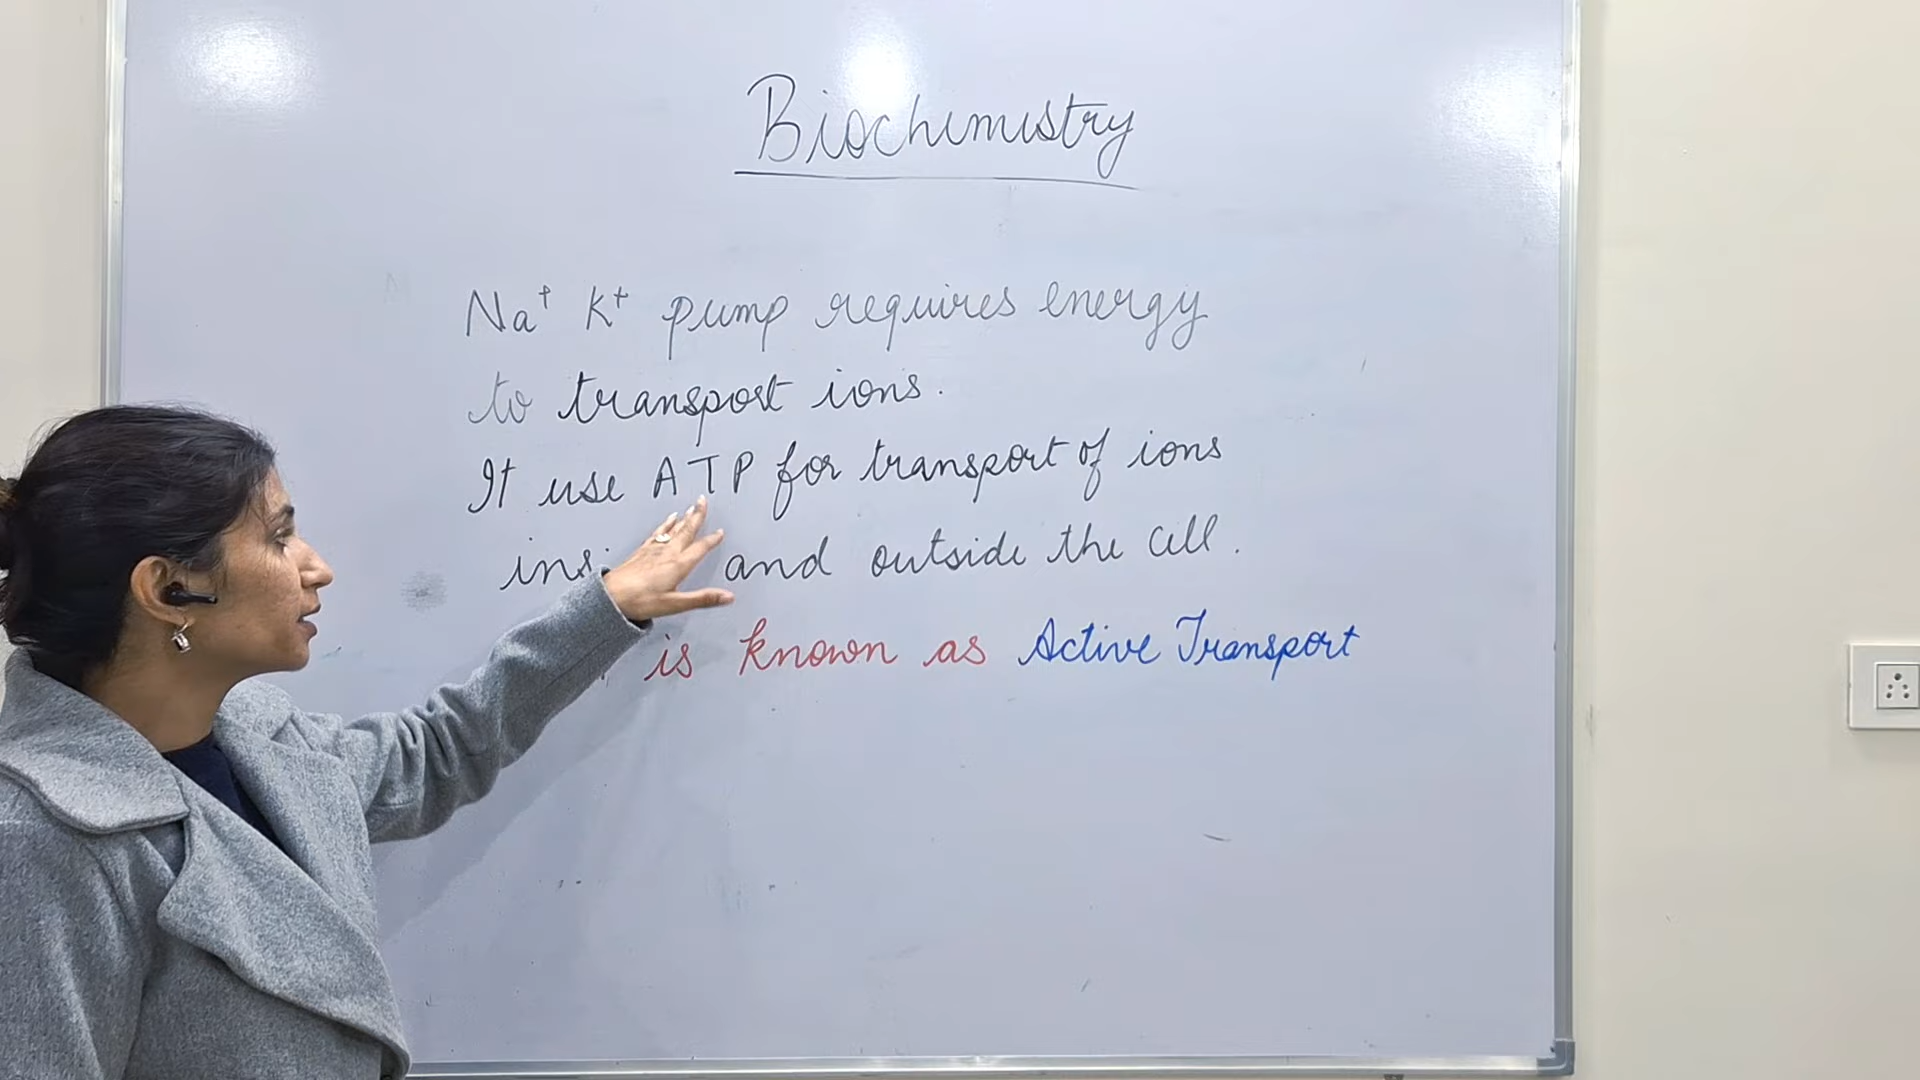 Biochemistry
Na⁺ K⁺ pump requires energy
to transport ions.
It use ATP for transport of ions
and outside the cell.
is known as Active Transport